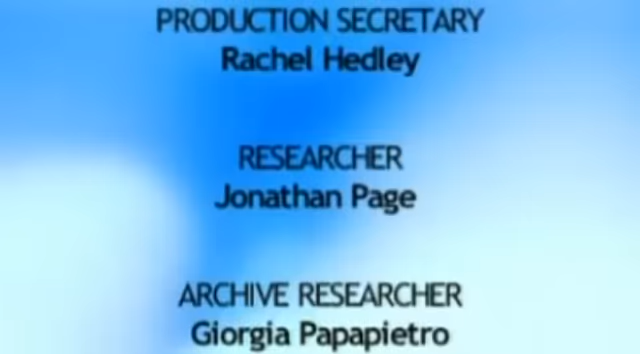 PRODUCTION SECRETARY
Rachel Hedley
RESEARCHER
Jonathan Page
ARCHIVE RESEARCHER
Giorgia Papapietro